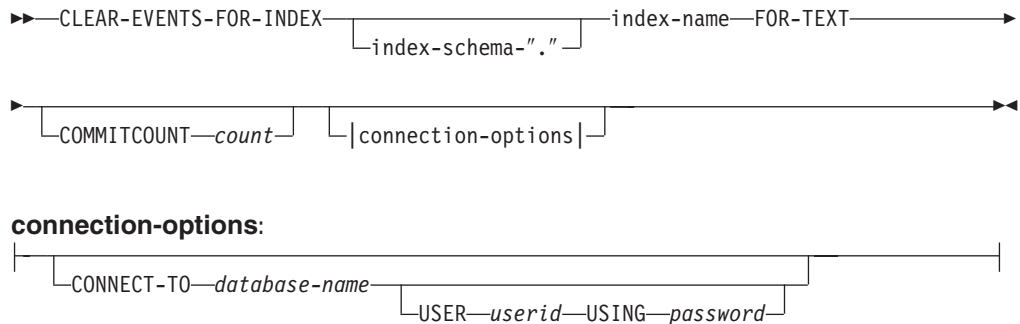 CLEAR-EVENTS-FOR-INDEX index-name FOR-TEXT
index-schema-"."
COMMITCOUNT count |connection-options|
connection-options:
CONNECT-TO database-name
USER userid USING password